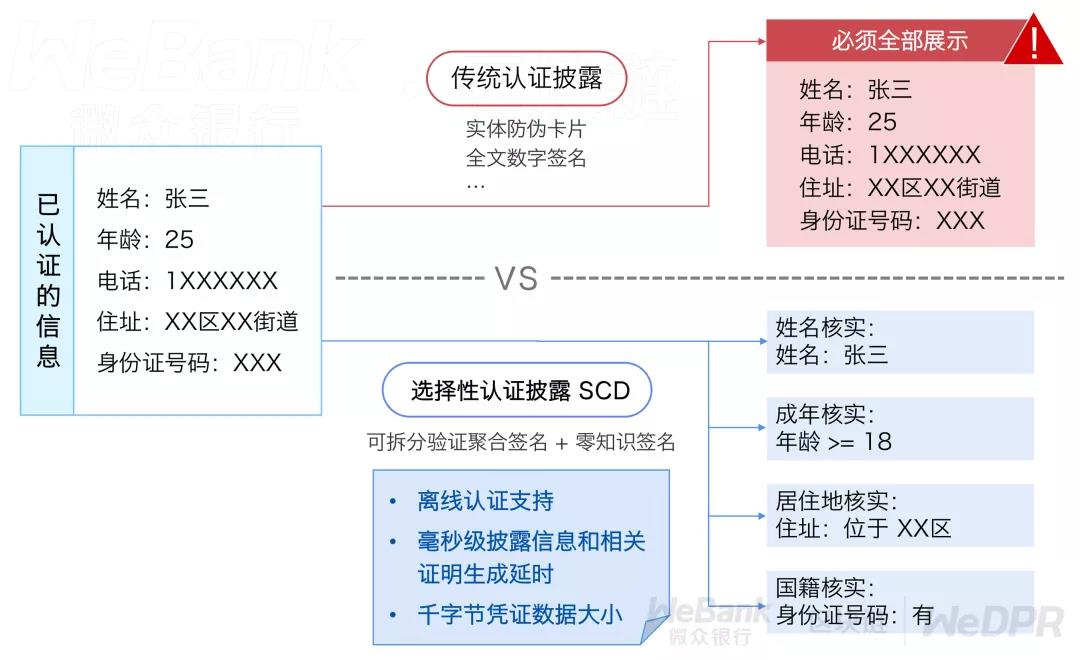 WeBank
微众银行
已认证的信息
姓名：张三
年龄：25
电话：1XXXXXX
住址：XX区XX街道
身份证号码：XXX
传统认证披露
实体防伪卡片
全文数字签名
...
必须全部展示
!
姓名：张三
年龄：25
电话：1XXXXXX
住址：XX区XX街道
身份证号码：XXX
VS
选择性认证披露 SCD
可拆分验证聚合签名 + 零知识签名
• 离线认证支持
• 毫秒级披露信息和相关
证明生成延时
• 千字节凭证数据大小
姓名核实：
姓名：张三
成年核实：
年龄 >= 18
居住地核实：
住址：位于 XX区
国籍核实：
身份证号码：有
WeBank
微众银行
区块链
WeDPR